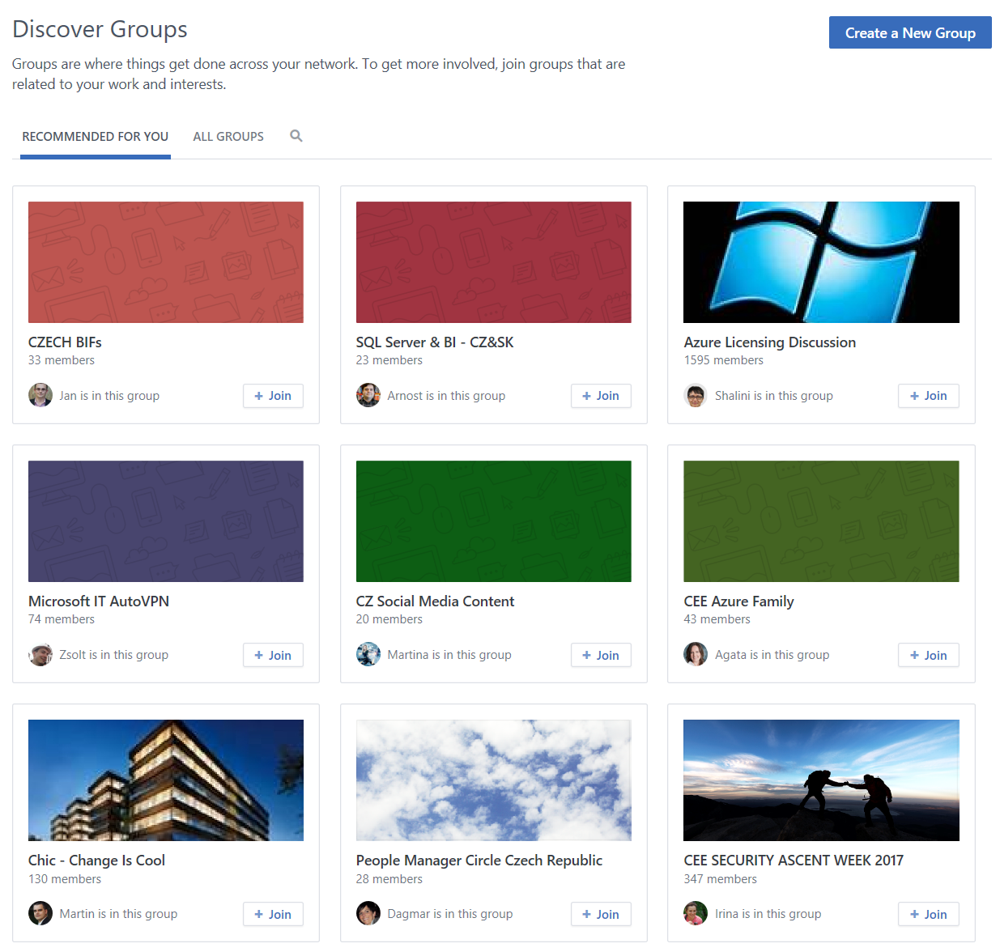 Discover Groups
Create a New Group
Groups are where things get done across your network. To get more involved, join groups that are
related to your work and interests.
RECOMMENDED FOR YOU
ALL GROUPS
CZECH BIFs
33 members
Jan is in this group
+ Join
SQL Server & BI - CZ&SK
23 members
Arnost is in this group
+ Join
Azure Licensing Discussion
1595 members
Shalini is in this group
+ Join
Microsoft IT AutoVPN
74 members
Zsolt is in this group
+ Join
CZ Social Media Content
20 members
Martina is in this group
+ Join
CEE Azure Family
43 members
Agata is in this group
+ Join
Chic - Change Is Cool
130 members
Martin is in this group
+ Join
People Manager Circle Czech Republic
28 members
Dagmar is in this group
+ Join
CEE SECURITY ASCENT WEEK 2017
347 members
Irina is in this group
+ Join